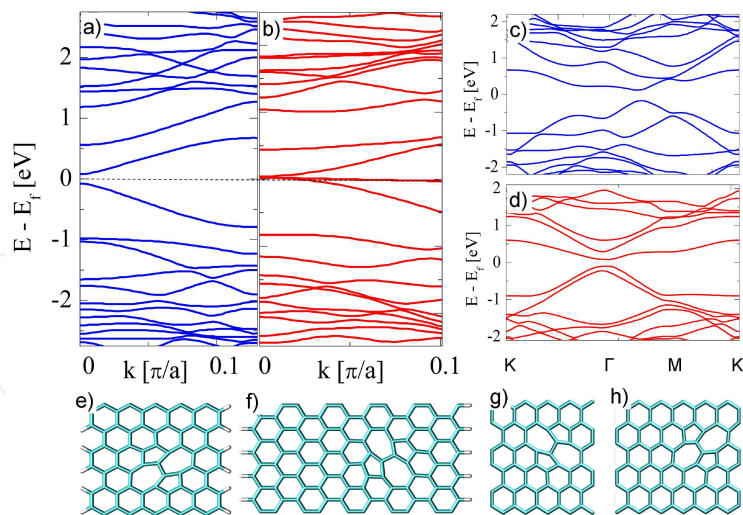 a)
b)
c)
d)
2
1
0
-1
-2
E - E_f [eV]
0
0.1
k [π/a]
0
0.1
k [π/a]
2
1
0
-1
-2
E - E_f [eV]
2
1
0
-1
-2
E - E_f [eV]
K
Γ
M
K
e)
f)
g)
h)